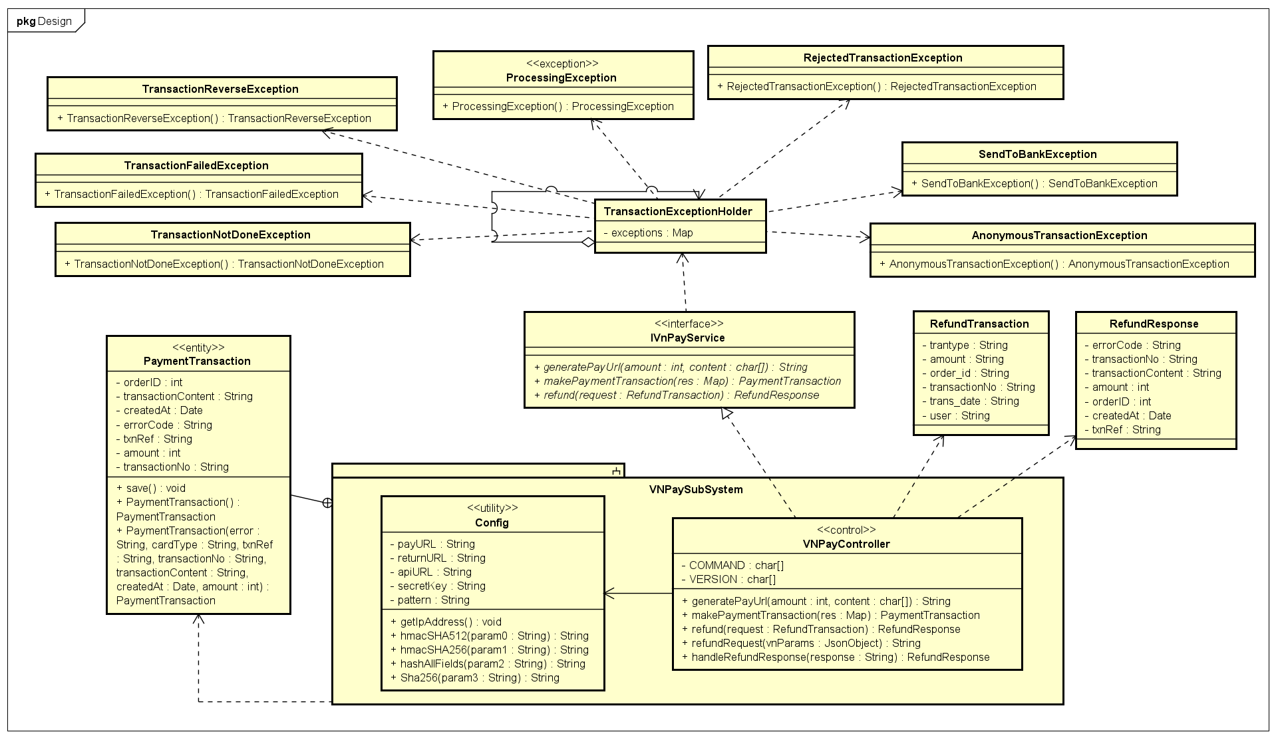 pkg Design
<<exception>>
ProcessingException
+ ProcessingException() : ProcessingException
RejectedTransactionException
+ RejectedTransactionException() : RejectedTransactionException
TransactionReverseException
+ TransactionReverseException() : TransactionReverseException
TransactionFailedException
+ TransactionFailedException() : TransactionFailedException
SendToBankException
+ SendToBankException() : SendToBankException
TransactionExceptionHolder
- exceptions : Map
TransactionNotDoneException
+ TransactionNotDoneException() : TransactionNotDoneException
AnonymousTransactionException
+ AnonymousTransactionException() : AnonymousTransactionException
<<interface>>
IVnPayService
+ generatePayUrl(amount : int, content : char[]) : String
+ makePaymentTransaction(res : Map) : PaymentTransaction
+ refund(request : RefundTransaction) : RefundResponse
RefundTransaction
- trantype : String
- amount : String
- order_id : String
- transactionNo : String
- trans_date : String
- user : String
RefundResponse
- errorCode : String
- transactionNo : String
- transactionContent : String
- amount : int
- orderID : int
- createdAt : Date
- txnRef : String
<<entity>>
PaymentTransaction
- orderID : int
- transactionContent : String
- createdAt : Date
- errorCode : String
- txnRef : String
- amount : int
- transactionNo : String
+ save() : void
+ PaymentTransaction() :
PaymentTransaction
+ PaymentTransaction(error :
String, cardType : String, txnRef
: String, transactionNo : String,
transactionContent : String,
createdAt : Date, amount : int) :
PaymentTransaction
VNPaySubSystem
<<utility>>
Config
- payURL : String
- returnURL : String
- apiURL : String
- secretKey : String
- pattern : String
+ getIpAddress() : void
+ hmacSHA512(param0 : String) : String
+ hmacSHA256(param1 : String) : String
+ hashAllFields(param2 : String) : String
+ Sha256(param3 : String) : String
<<control>>
VNPayController
- COMMAND : char[]
- VERSION : char[]
+ generatePayUrl(amount : int, content : char[]) : String
+ makePaymentTransaction(res : Map) : PaymentTransaction
+ refund(request : RefundTransaction) : RefundResponse
+ refundRequest(vnParams : JsonObject) : String
+ handleRefundResponse(response : String) : RefundResponse